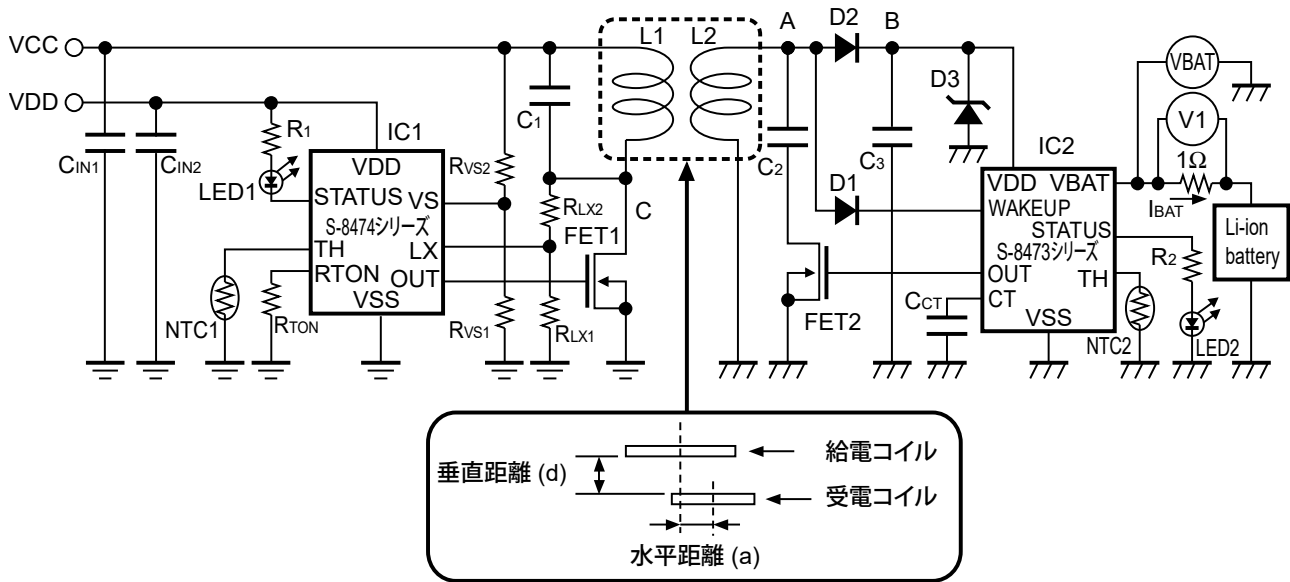 A
D2
B
VCC
L1
L2
VBAT
VDD
D3
V1
R1
IC1
C1
IC2
1Ω
CIN1
CIN2
VDD
RVS2
C2
C3
VDD VBAT
LED1
STATUS
VS
D1
WAKEUP
IBAT
S-8474シリーズ
RLX2
C
STATUS
Li-ion
battery
TH
LX
FET1
S-8473シリーズ
R2
RTON
OUT
OUT
TH
VSS
CCT
CT
NTC1
RTON
RVS1
RLX1
FET2
VSS
NTC2
LED2
給電コイル
垂直距離 (d)
受電コイル
水平距離 (a)